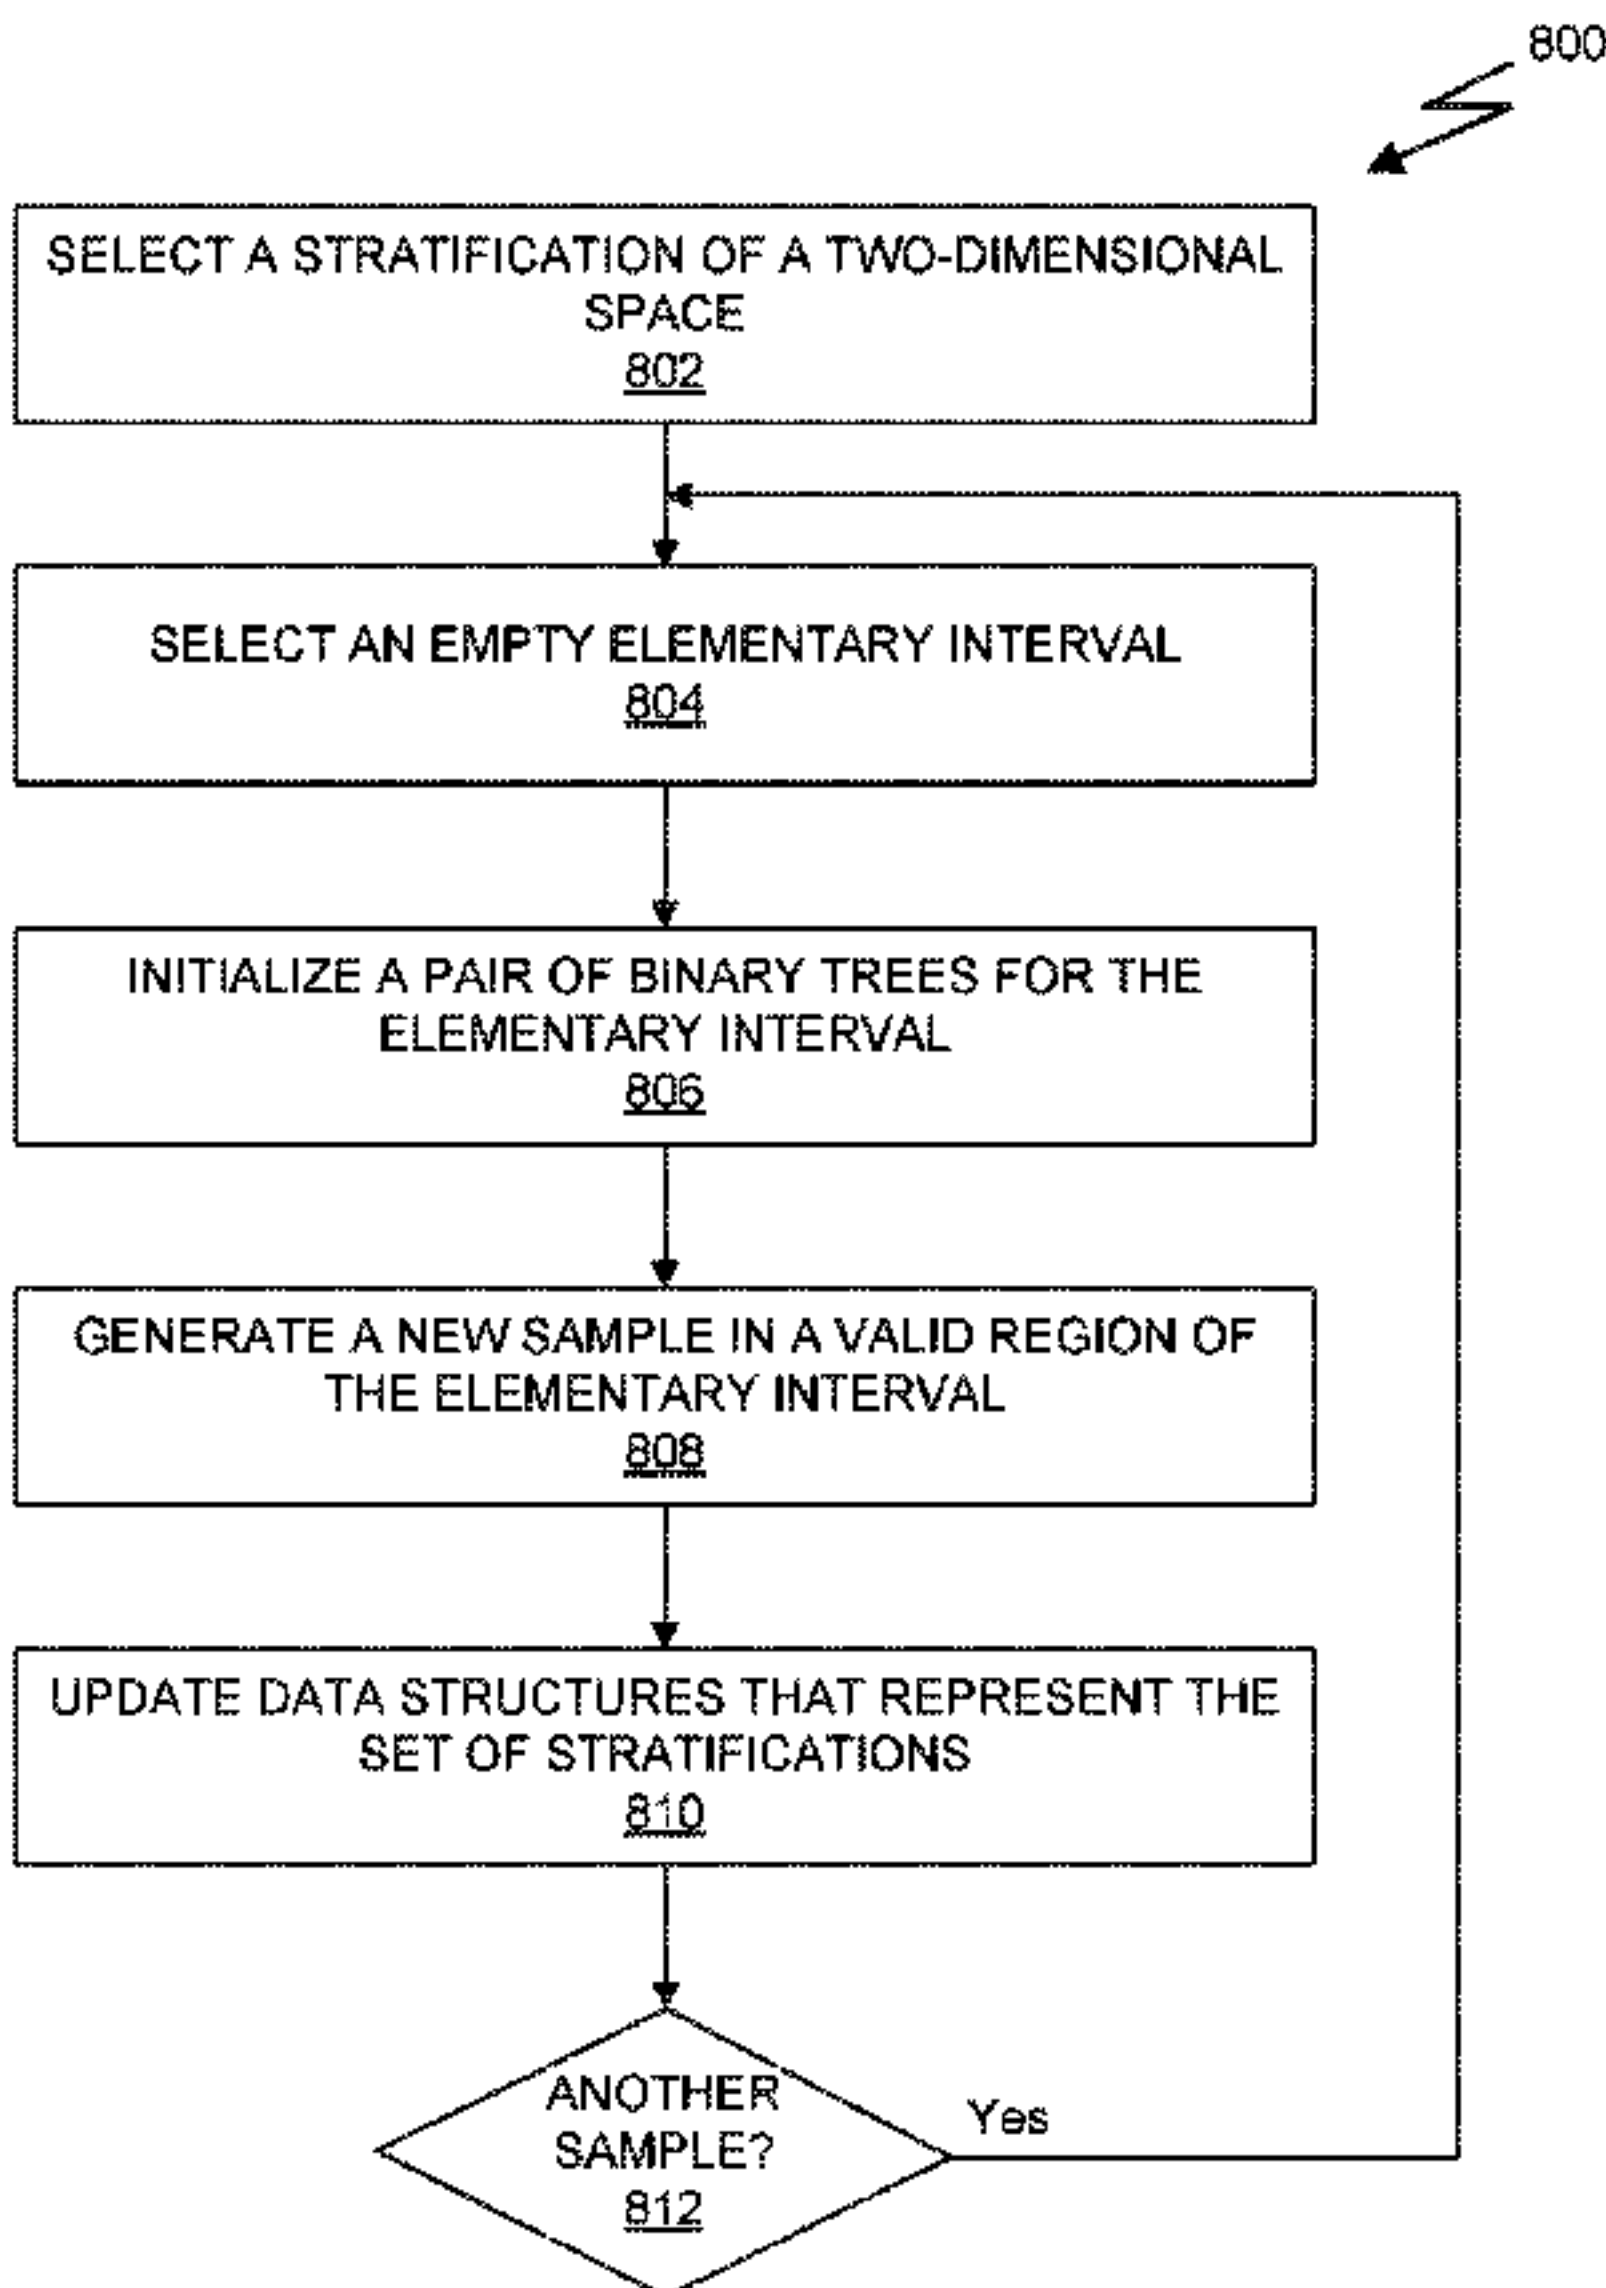 800
SELECT A STRATIFICATION OF A TWO-DIMENSIONAL
SPACE
802
SELECT AN EMPTY ELEMENTARY INTERVAL
804
INITIALIZE A PAIR OF BINARY TREES FOR THE
ELEMENTARY INTERVAL
806
GENERATE A NEW SAMPLE IN A VALID REGION OF
THE ELEMENTARY INTERVAL
808
UPDATE DATA STRUCTURES THAT REPRESENT THE
SET OF STRATIFICATIONS
810
ANOTHER
SAMPLE?
812
Yes